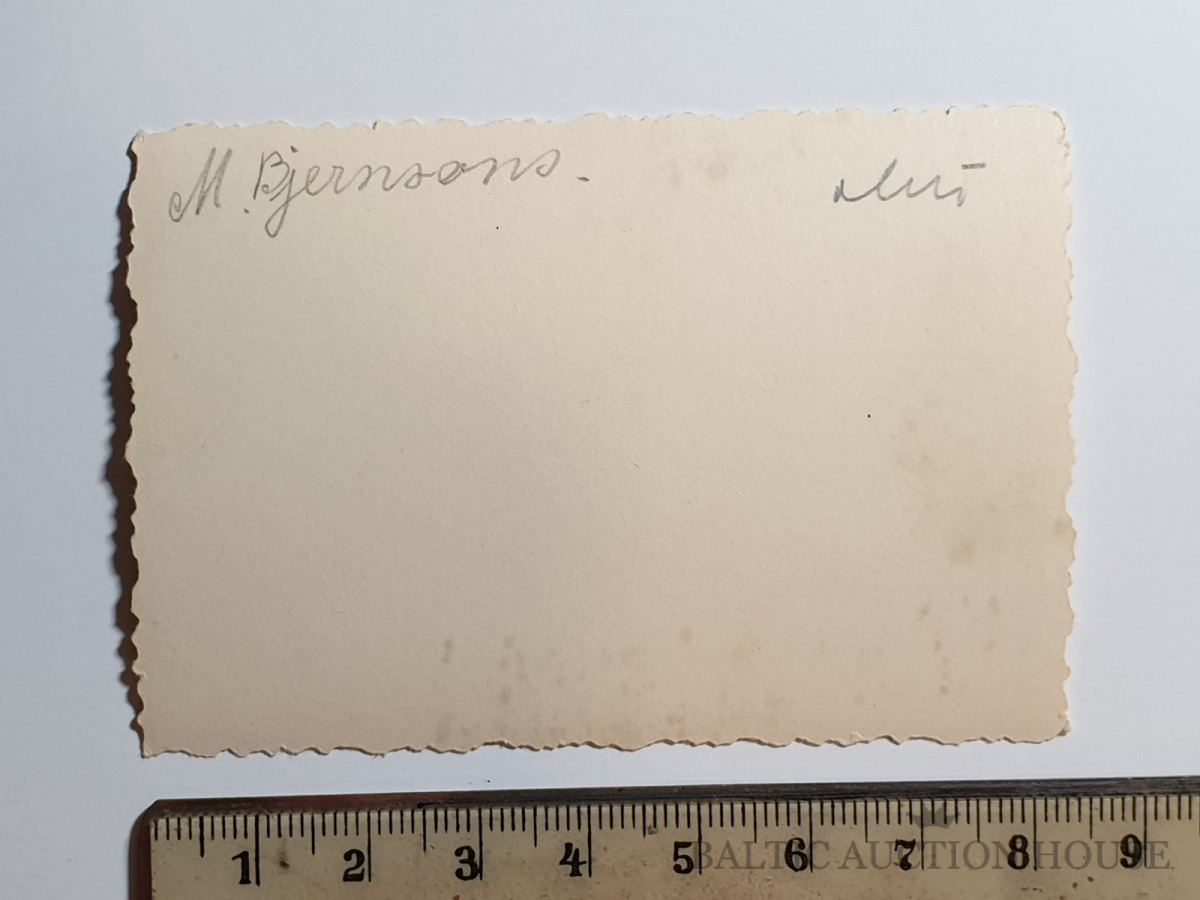 M. Bjernsons.
1 2 3 4 5 6 7 8 9
BALTIC AUCTION HOUSE